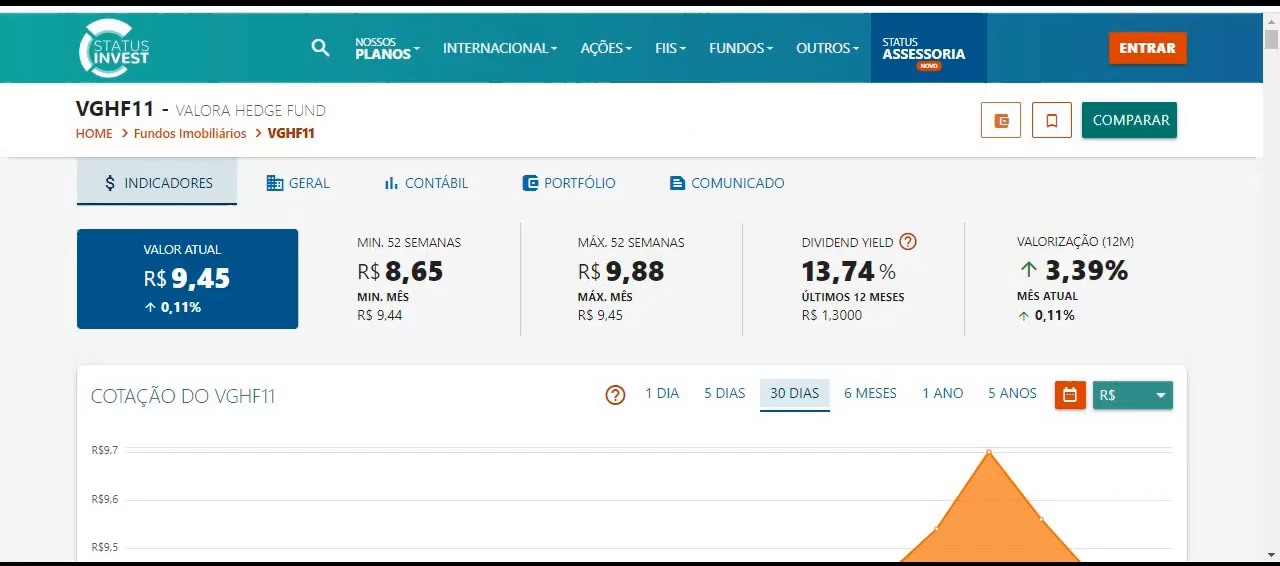 STATUS
INVEST
NOSSOS
PLANOS
INTERNACIONAL
AÇÕES
FIIS
FUNDOS
OUTROS
STATUS
ASSESSORIA
NOVO
ENTRAR
VGHF11 - VALORA HEDGE FUND
HOME > Fundos Imobiliários > VGHF11
COMPARAR
INDICADORES
GERAL
CONTÁBIL
PORTFÓLIO
COMUNICADO
VALOR ATUAL
R$ 9,45
↑ 0,11%
MIN. 52 SEMANAS
R$ 8,65
MIN. MÊS
R$ 9,44
MÁX. 52 SEMANAS
R$ 9,88
MÁX. MÊS
R$ 9,45
DIVIDEND YIELD ?
13,74 %
ÚLTIMOS 12 MESES
R$ 1,3000
VALORIZAÇÃO (12M)
↑ 3,39%
MÊS ATUAL
↑ 0,11%
COTAÇÃO DO VGHF11
? 1 DIA 5 DIAS 30 DIAS 6 MESES 1 ANO 5 ANOS R$
R$9,7
R$9,6
R$9,5